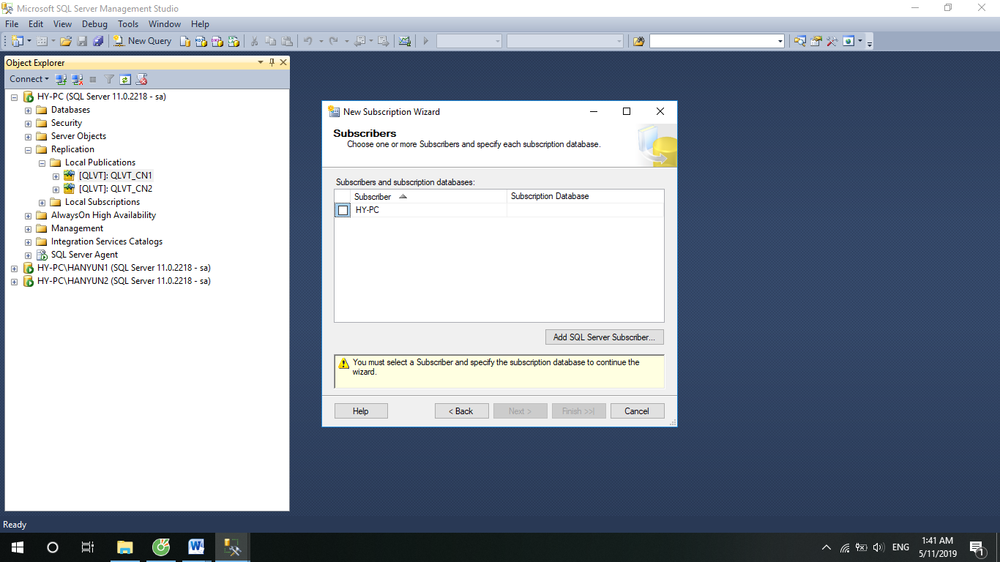 Microsoft SQL Server Management Studio
File Edit View Debug Tools Window Help
New Query
Object Explorer
Connect
HY-PC (SQL Server 11.0.2218 - sa)
Databases
Security
Server Objects
Replication
Local Publications
[QLVT]: QLVT_CN1
[QLVT]: QLVT_CN2
Local Subscriptions
AlwaysOn High Availability
Management
Integration Services Catalogs
SQL Server Agent
HY-PC\HANYUN1 (SQL Server 11.0.2218 - sa)
HY-PC\HANYUN2 (SQL Server 11.0.2218 - sa)
New Subscription Wizard
Subscribers
Choose one or more Subscribers and specify each subscription database.
Subscribers and subscription databases:
Subscriber Subscription Database
HY-PC
Add SQL Server Subscriber...
You must select a Subscriber and specify the subscription database to continue the
wizard.
Help < Back Next > Finish >>| Cancel
Ready
ENG
1:41 AM
5/11/2019
1